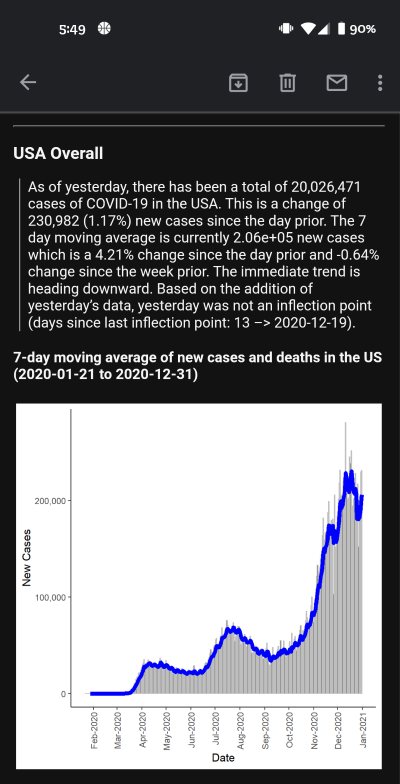 5:49
90%
USA Overall
As of yesterday, there has been a total of 20,026,471
cases of COVID-19 in the USA. This is a change of
230,982 (1.17%) new cases since the day prior. The 7
day moving average is currently 2.06e+05 new cases
which is a 4.21% change since the day prior and -0.64%
change since the week prior. The immediate trend is
heading downward. Based on the addition of
yesterday's data, yesterday was not an inflection point
(days since last inflection point: 13 –> 2020-12-19).
7-day moving average of new cases and deaths in the US
(2020-01-21 to 2020-12-31)
New Cases
200,000
100,000
0
Feb-2020
Mar-2020
Apr-2020
May-2020
Jun-2020
Jul-2020
Aug-2020
Sep-2020
Oct-2020
Nov-2020
Dec-2020
Jan-2021
Date